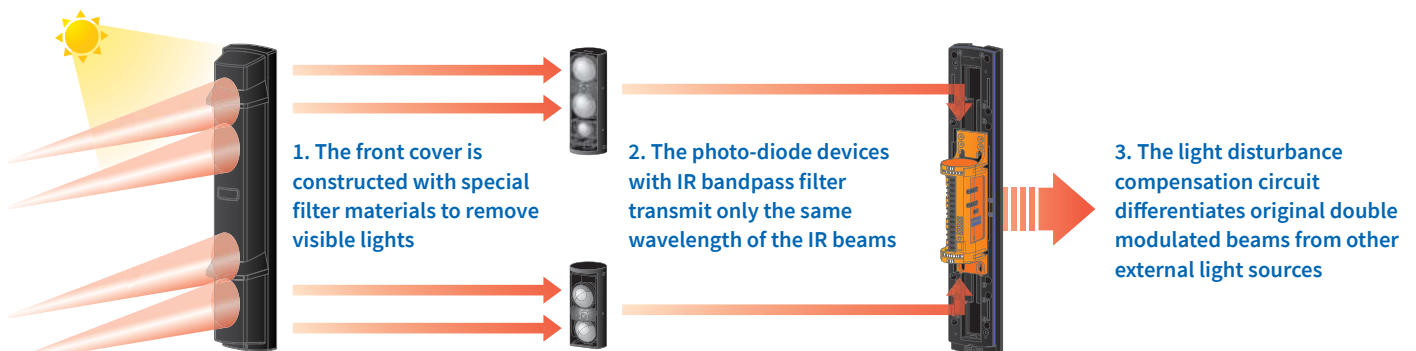 1. The front cover is
constructed with special
filter materials to remove
visible lights
2. The photo-diode devices
with IR bandpass filter
transmit only the same
wavelength of the IR beams
3. The light disturbance
compensation circuit
differentiates original double
modulated beams from other
external light sources